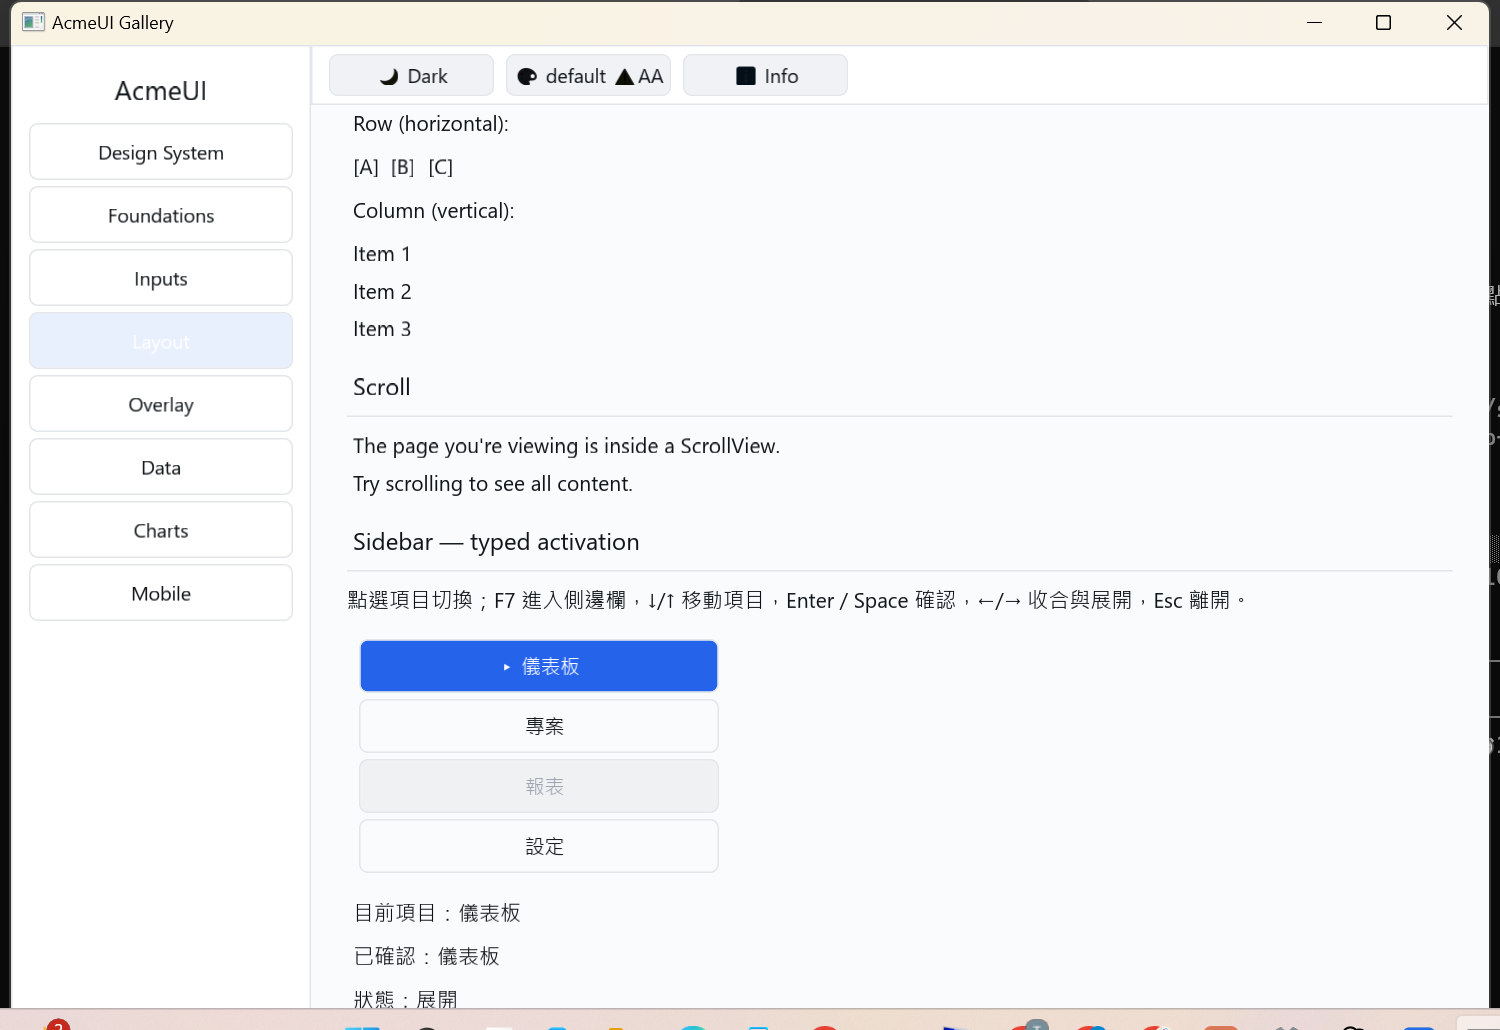 AcmeUI Gallery
AcmeUI
Design System
Foundations
Inputs
Layout
Overlay
Data
Charts
Mobile
Dark
default AA
Info
Row (horizontal):
[A] [B] [C]
Column (vertical):
Item 1
Item 2
Item 3
Scroll
The page you're viewing is inside a ScrollView.
Try scrolling to see all content.
Sidebar — typed activation
點選項目切換；F7 進入側邊欄，↓/↑ 移動項目，Enter / Space 確認，←/→ 收合與展開，Esc 離開。
▸ 儀表板
專案
報表
設定
目前項目：儀表板
已確認：儀表板
狀態：展開
2